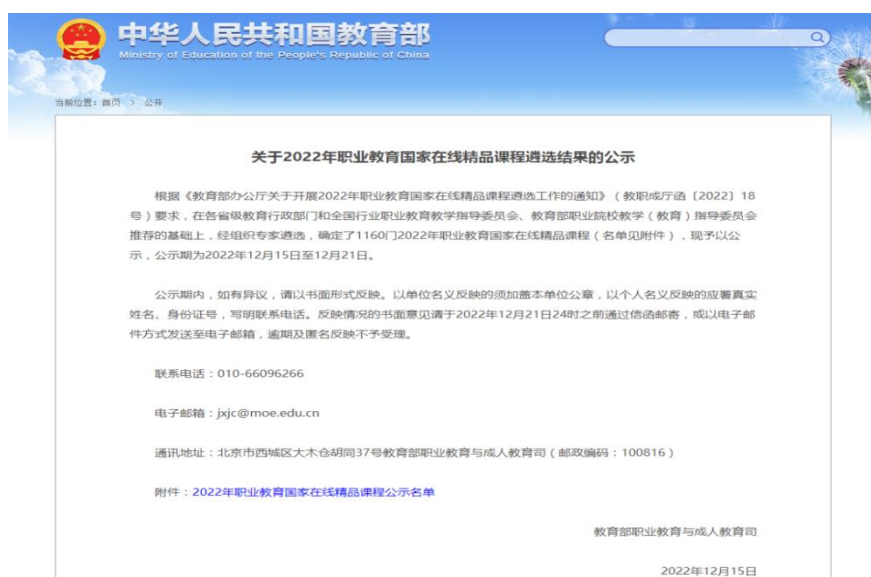 中华人民共和国教育部
Ministry of Education of the People's Republic of China
当前位置：首页 > 公开
关于2022年职业教育国家在线精品课程遴选结果的公示
根据《教育部办公厅关于开展2022年职业教育国家在线精品课程遴选工作的通知》（教职成厅函〔2022〕18
号）要求，在各省级教育行政部门和全国行业职业教育教学指导委员会、教育部职业院校教学（教育）指导委员会
推荐的基础上，经组织专家遴选，确定了1160门2022年职业教育国家在线精品课程（名单见附件），现予以公
示，公示期为2022年12月15日至12月21日。
公示期内，如有异议，请以书面形式反映。以单位名义反映的须加盖本单位公章，以个人名义反映的应署真实
姓名、身份证号，写明联系电话。反映情况的书面意见请于2022年12月21日24时之前通过信函邮寄，或以电子邮
件方式发送至电子邮箱，逾期及匿名反映不予受理。
联系电话：010-66096266
电子邮箱：jxjc@moe.edu.cn
通讯地址：北京市西城区大木仓胡同37号教育部职业教育与成人教育司（邮政编码：100816）
附件：2022年职业教育国家在线精品课程公示名单
教育部职业教育与成人教育司
2022年12月15日